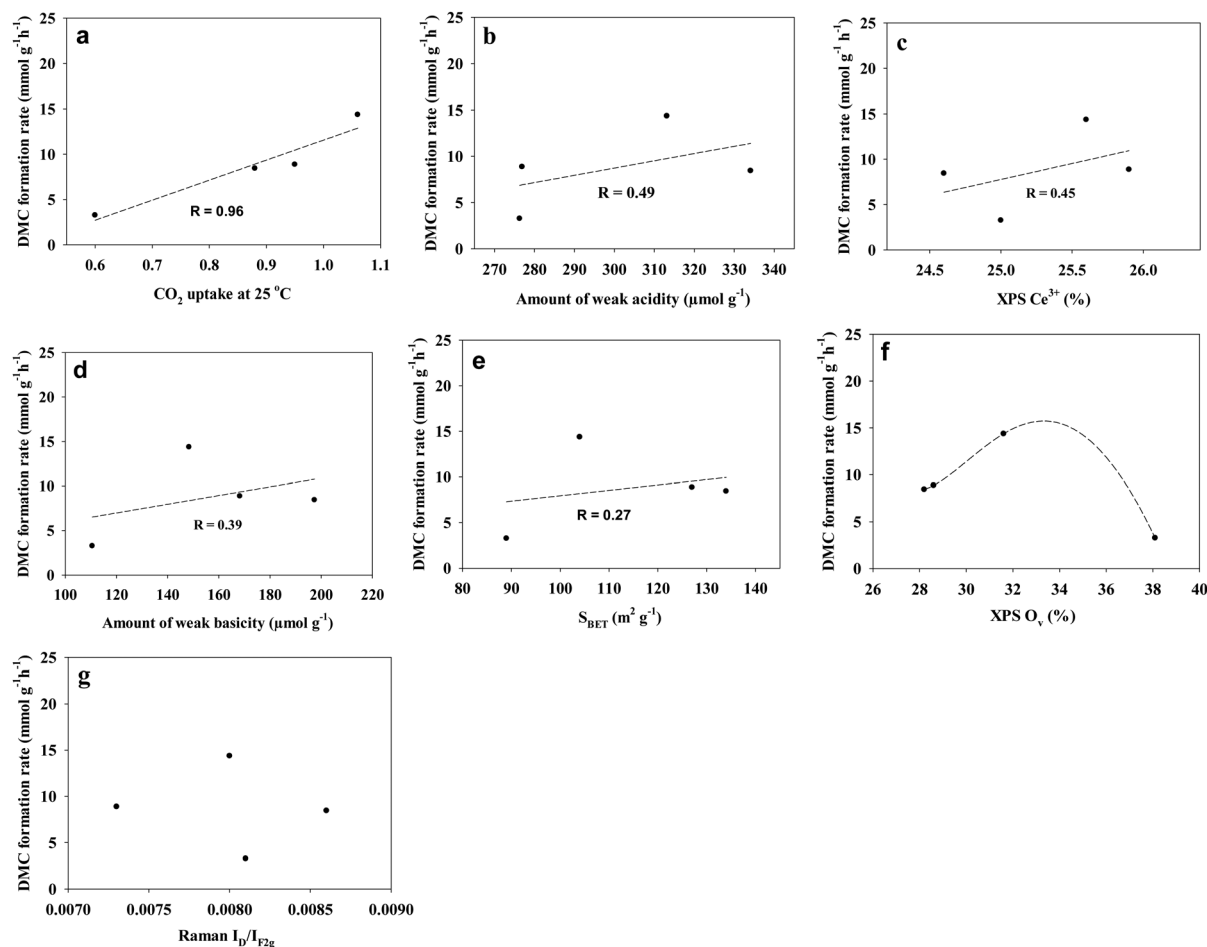 a
DMC formation rate (mmol g⁻¹h⁻¹)
25
20
15
10
5
0
R = 0.96
0.6 0.7 0.8 0.9 1.0 1.1
CO₂ uptake at 25 °C
b
DMC formation rate (mmol g⁻¹h⁻¹)
25
20
15
10
5
0
R = 0.49
270 280 290 300 310 320 330 340
Amount of weak acidity (µmol g⁻¹)
c
DMC formation rate (mmol g⁻¹ h⁻¹)
25
20
15
10
5
0
R = 0.45
24.5 25.0 25.5 26.0
XPS Ce³⁺ (%)
d
DMC formation rate (mmol g⁻¹h⁻¹)
25
20
15
10
5
0
R = 0.39
100 120 140 160 180 200 220
Amount of weak basicity (µmol g⁻¹)
e
DMC formation rate (mmol g⁻¹h⁻¹)
25
20
15
10
5
0
R = 0.27
80 90 100 110 120 130 140
S_BET (m² g⁻¹)
f
DMC formation rate (mmol g⁻¹h⁻¹)
25
20
15
10
5
0
26 28 30 32 34 36 38 40
XPS Oᵥ (%)
g
DMC formation rate (mmol g⁻¹h⁻¹)
25
20
15
10
5
0
0.0070 0.0075 0.0080 0.0085 0.0090
Raman I_D/I_F2g